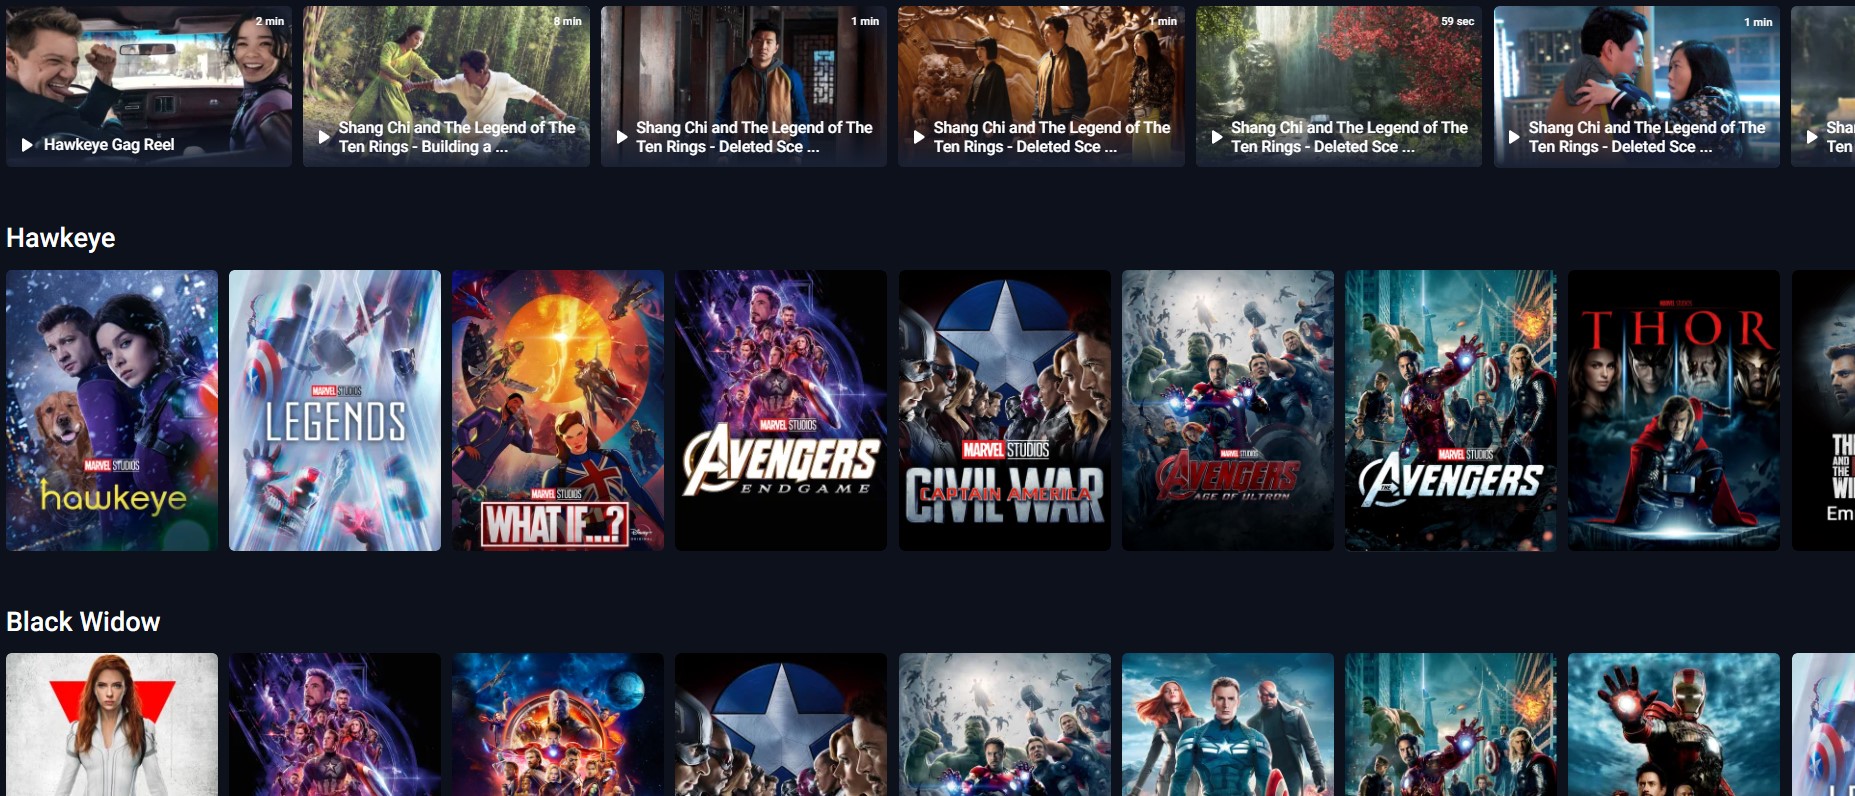 2 min
Hawkeye Gag Reel
8 min
Shang Chi and The Legend of The
Ten Rings - Building a ...
1 min
Shang Chi and The Legend of The
Ten Rings - Deleted Sce ...
1 min
Shang Chi and The Legend of The
Ten Rings - Deleted Sce ...
59 sec
Shang Chi and The Legend of The
Ten Rings - Deleted Sce ...
1 min
Shang Chi and The Legend of The
Ten Rings - Deleted Sce ...
Sha
Ten
Hawkeye
MARVEL STUDIOS
hawkeye
MARVEL STUDIOS
LEGENDS
MARVEL STUDIOS
WHAT IF...?
Disney+
ORIGINAL
MARVEL STUDIOS
AVENGERS
ENDGAME
MARVEL STUDIOS
CAPTAIN AMERICA
CIVIL WAR
MARVEL STUDIOS
AVENGERS
AGE OF ULTRON
MARVEL STUDIOS
THE AVENGERS
MARVEL STUDIOS
THOR
TH
AND THE
WI
Em
Black Widow